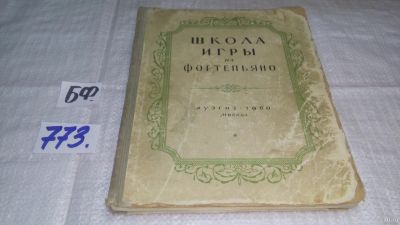 ШКОЛА
ИГРЫ
НА
ФОРТЕПЬЯНО
МУЗГИЗ · 1960
МОСКВА
БФ.
773.